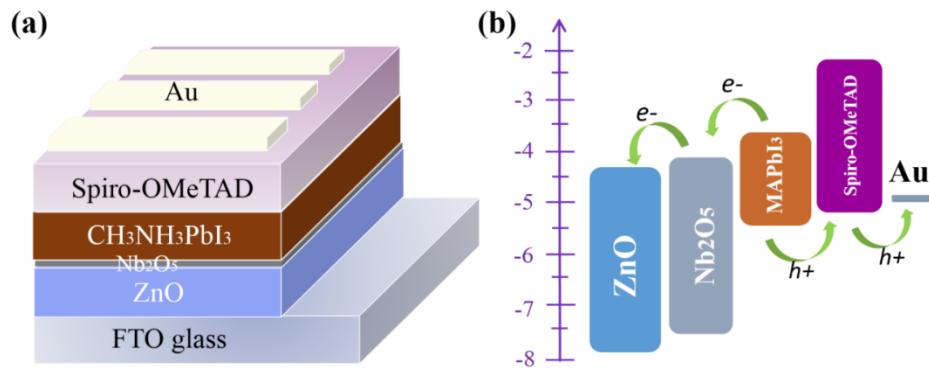 (a)
Au
Spiro-OMeTAD
CH₃NH₃PbI₃
Nb₂O₅
ZnO
FTO glass
(b)
-2
-3
-4
-5
-6
-7
-8
e-
e-
ZnO
Nb₂O₅
MAPbI₃
Spiro-OMeTAD
Au
h+
h+